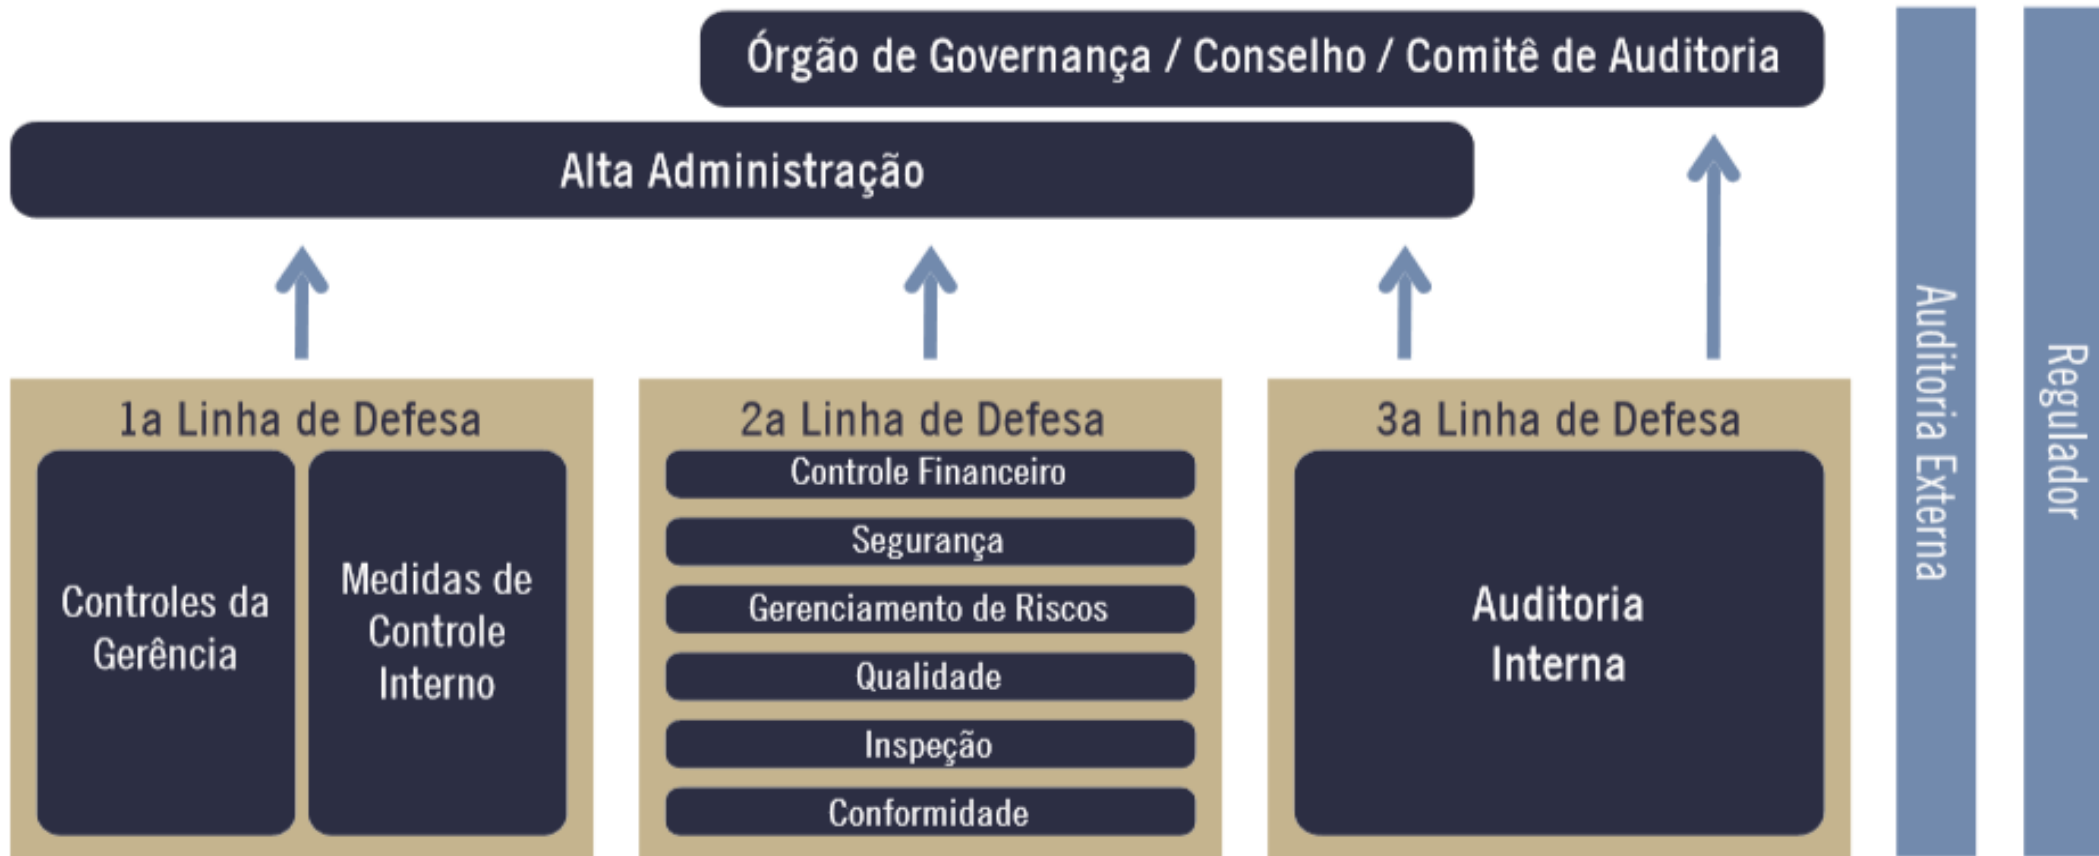 Órgão de Governança / Conselho / Comitê de Auditoria
Alta Administração
1a Linha de Defesa
Controles da
Gerência
Medidas de
Controle
Interno
2a Linha de Defesa
Controle Financeiro
Segurança
Gerenciamento de Riscos
Qualidade
Inspeção
Conformidade
3a Linha de Defesa
Auditoria
Interna
Auditoria Externa
Regulador